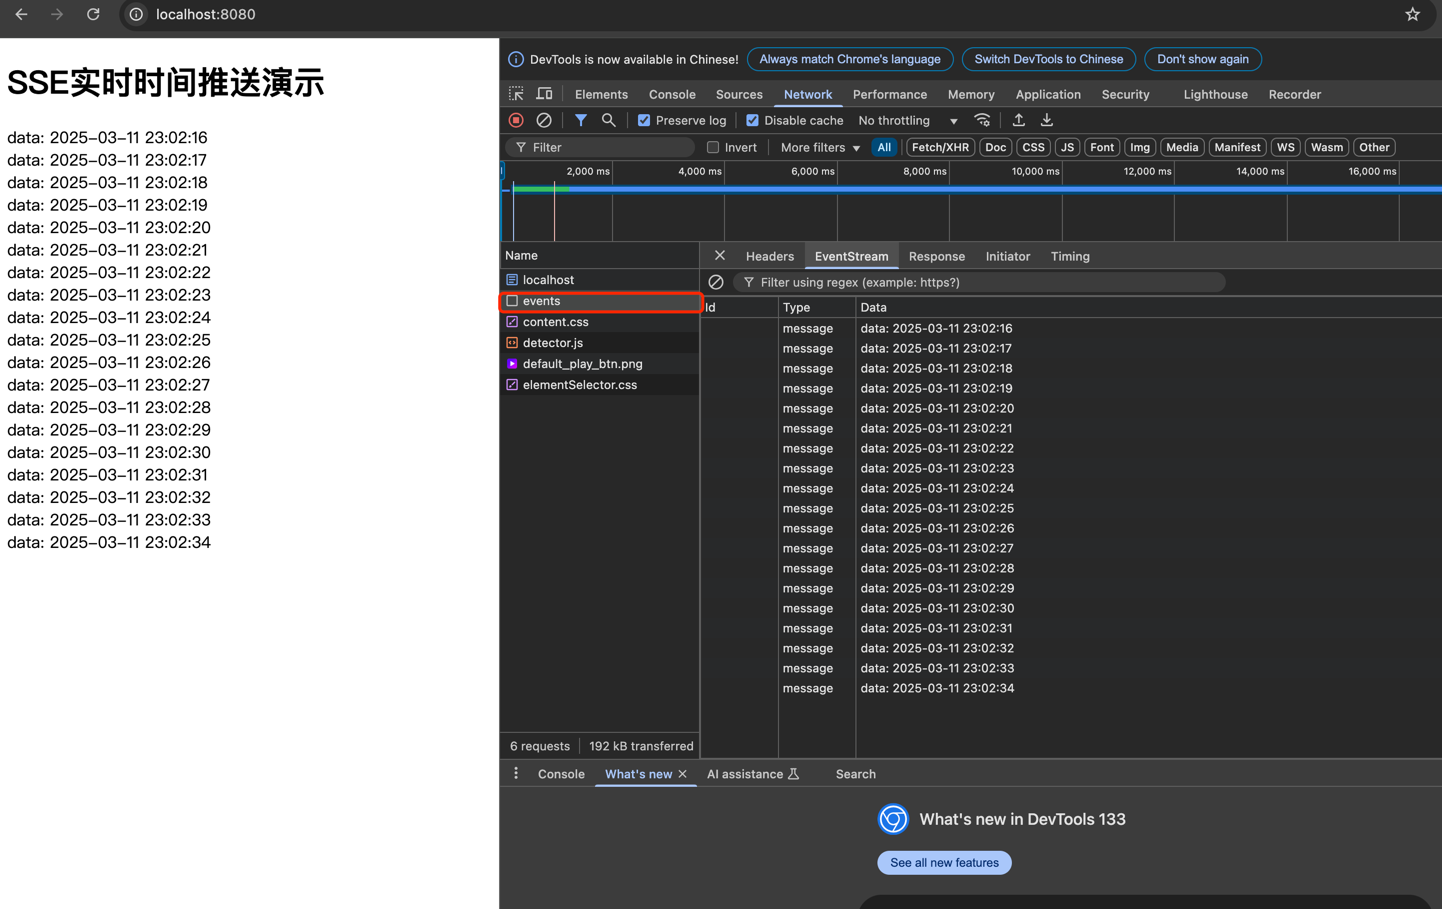 localhost:8080
SSE实时时间推送演示
data: 2025-03-11 23:02:16
data: 2025-03-11 23:02:17
data: 2025-03-11 23:02:18
data: 2025-03-11 23:02:19
data: 2025-03-11 23:02:20
data: 2025-03-11 23:02:21
data: 2025-03-11 23:02:22
data: 2025-03-11 23:02:23
data: 2025-03-11 23:02:24
data: 2025-03-11 23:02:25
data: 2025-03-11 23:02:26
data: 2025-03-11 23:02:27
data: 2025-03-11 23:02:28
data: 2025-03-11 23:02:29
data: 2025-03-11 23:02:30
data: 2025-03-11 23:02:31
data: 2025-03-11 23:02:32
data: 2025-03-11 23:02:33
data: 2025-03-11 23:02:34
DevTools is now available in Chinese! Always match Chrome's language Switch DevTools to Chinese Don't show again
Elements Console Sources Network Performance Memory Application Security Lighthouse Recorder
Preserve log Disable cache No throttling
Filter Invert More filters All Fetch/XHR Doc CSS JS Font Img Media Manifest WS Wasm Other
2,000 ms 4,000 ms 6,000 ms 8,000 ms 10,000 ms 12,000 ms 14,000 ms 16,000 ms
Name
localhost
events
content.css
detector.js
default_play_btn.png
elementSelector.css
6 requests 192 kB transferred
Headers EventStream Response Initiator Timing
Filter using regex (example: https?)
Id Type Data
message data: 2025-03-11 23:02:16
message data: 2025-03-11 23:02:17
message data: 2025-03-11 23:02:18
message data: 2025-03-11 23:02:19
message data: 2025-03-11 23:02:20
message data: 2025-03-11 23:02:21
message data: 2025-03-11 23:02:22
message data: 2025-03-11 23:02:23
message data: 2025-03-11 23:02:24
message data: 2025-03-11 23:02:25
message data: 2025-03-11 23:02:26
message data: 2025-03-11 23:02:27
message data: 2025-03-11 23:02:28
message data: 2025-03-11 23:02:29
message data: 2025-03-11 23:02:30
message data: 2025-03-11 23:02:31
message data: 2025-03-11 23:02:32
message data: 2025-03-11 23:02:33
message data: 2025-03-11 23:02:34
Console What's new AI assistance Search
What's new in DevTools 133
See all new features